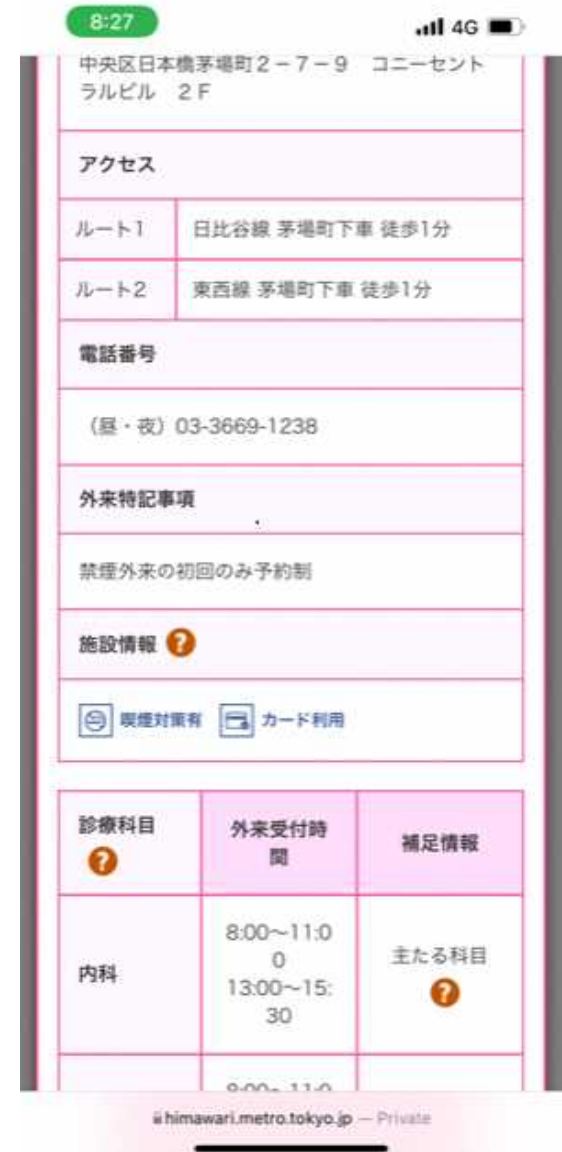 8:27
4G
中央区日本橋茅場町２－７－９　コニーセント
ラルビル　２Ｆ
アクセス
ルート1
日比谷線 茅場町下車 徒歩1分
ルート2
東西線 茅場町下車 徒歩1分
電話番号
（昼・夜）03-3669-1238
外来特記事項
禁煙外来の初回のみ予約制
施設情報 ?
喫煙対策有 カード利用
診療科目
?
外来受付時
間
補足情報
内科
8:00〜11:0
0
13:00〜15:
30
主たる科目
?
8:00〜11:0
himawari.metro.tokyo.jp — Private